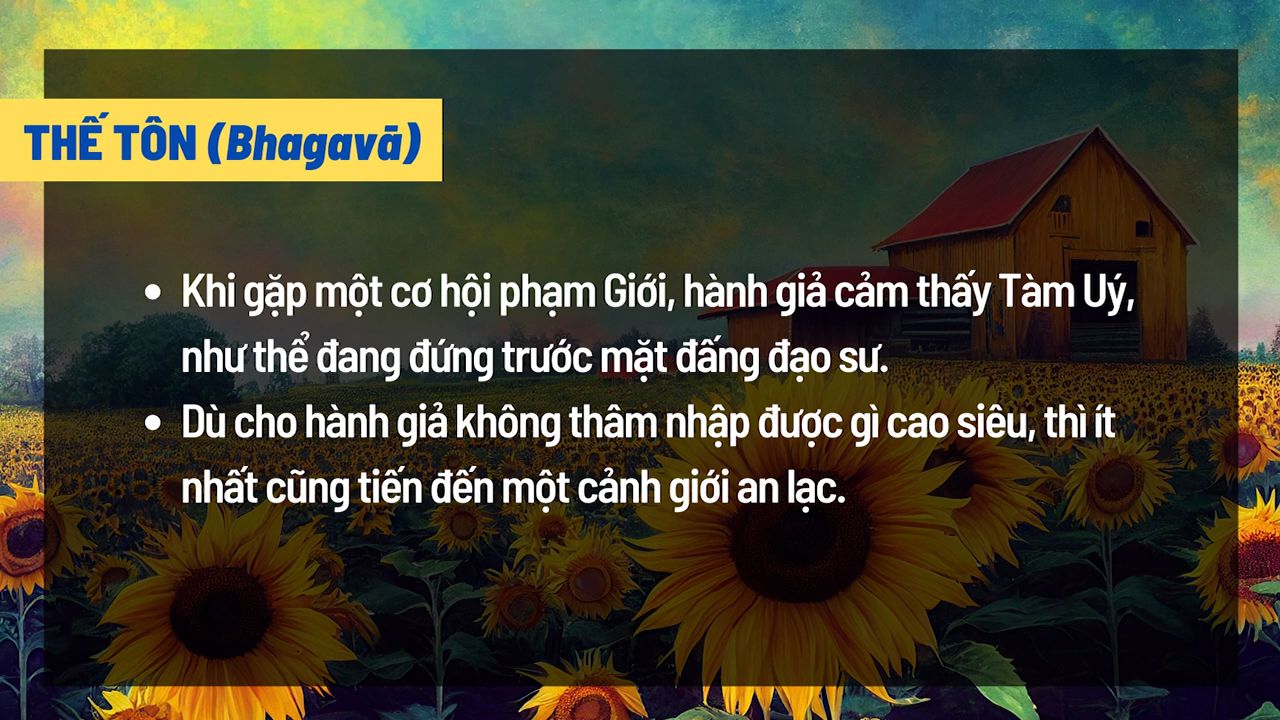 THẾ TÔN (Bhagavā)
• Khi gặp một cơ hội phạm Giới, hành giả cảm thấy Tàm Uý,
như thể đang đứng trước mặt đấng đạo sư.
• Dù cho hành giả không thâm nhập được gì cao siêu, thì ít
nhất cũng tiến đến một cảnh giới an lạc.